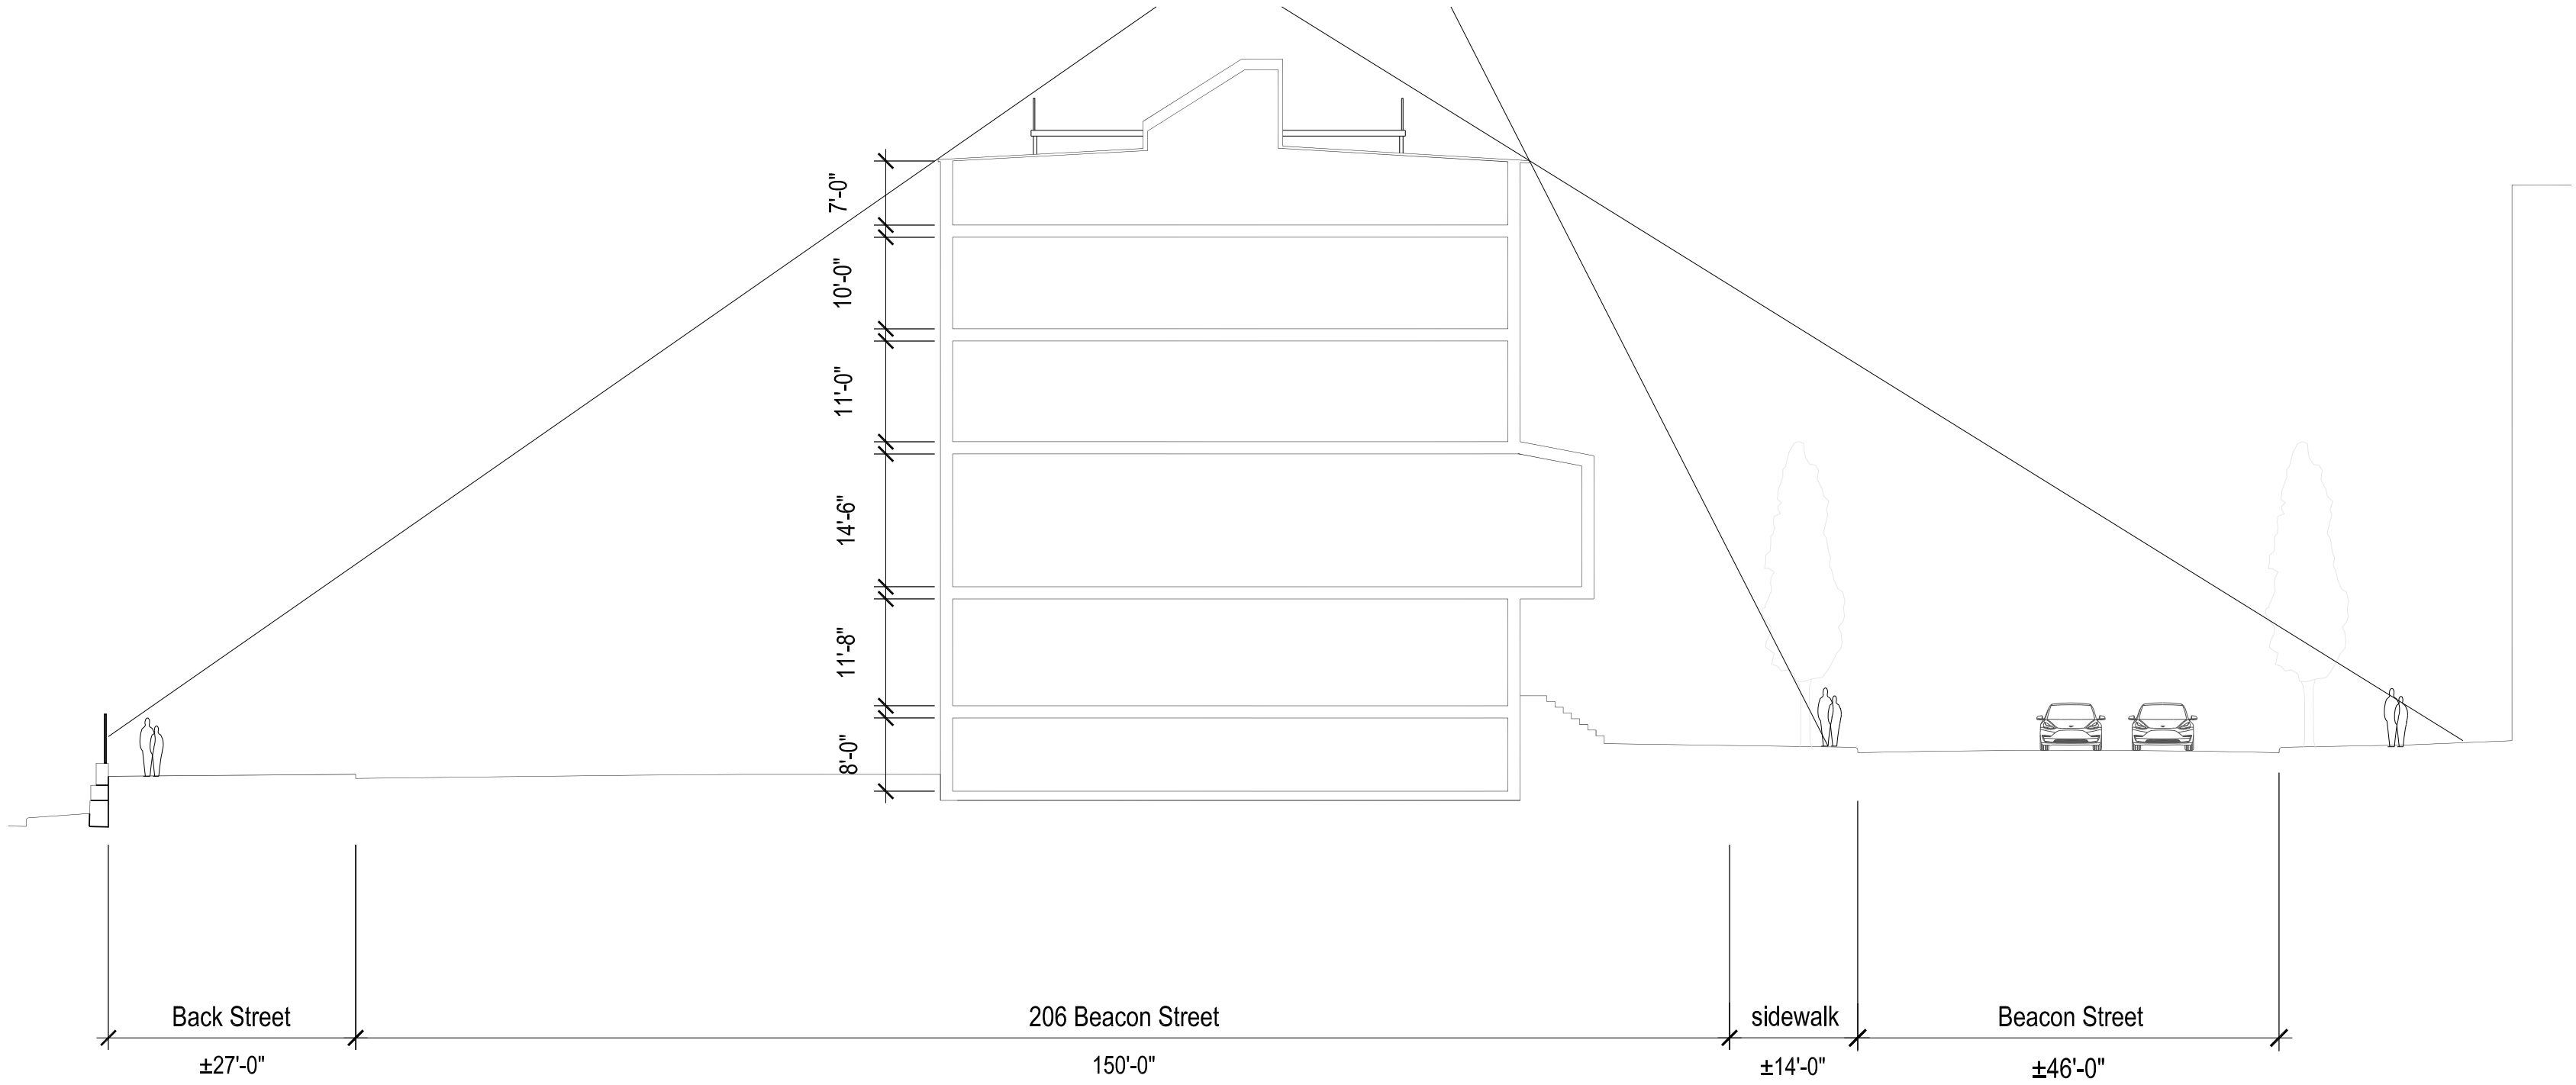 7'-0"
10'-0"
11'-0"
14'-6"
11'-8"
8'-0"
Back Street
206 Beacon Street
sidewalk
Beacon Street
±27'-0"
150'-0"
±14'-0"
±46'-0"